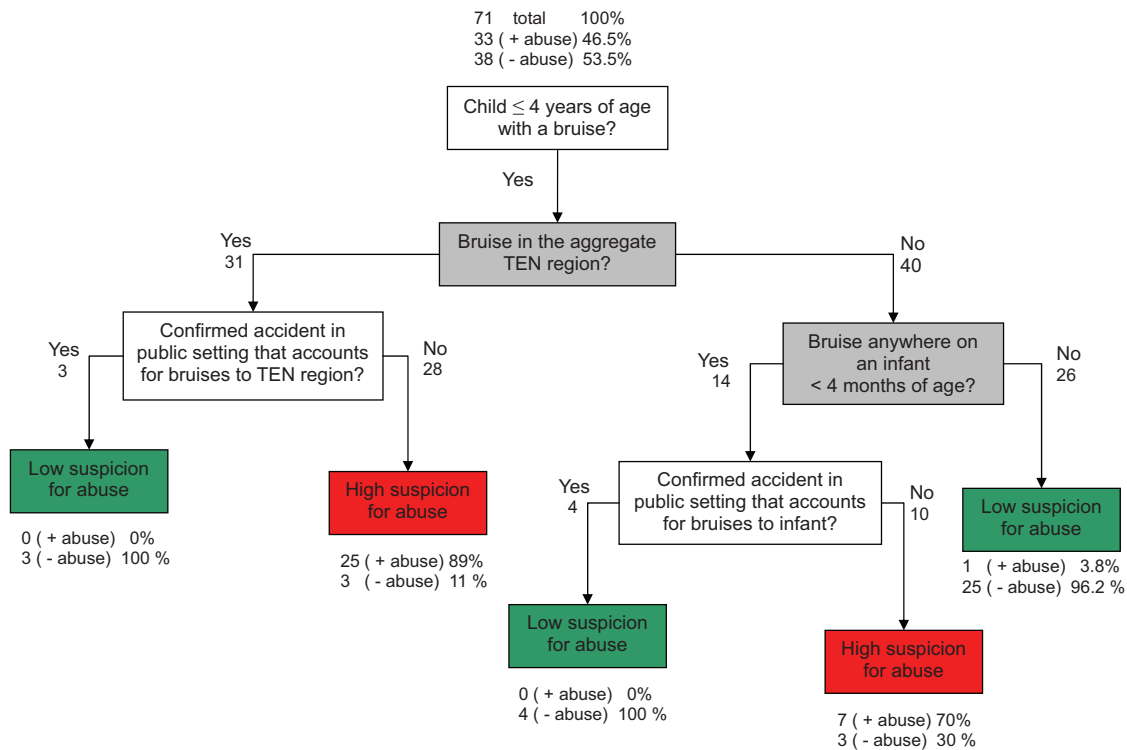 71 total 100%
33 ( + abuse) 46.5%
38 ( - abuse) 53.5%
Child ≤ 4 years of age
with a bruise?
Yes
Bruise in the aggregate
TEN region?
Yes
31
No
40
Confirmed accident in
public setting that accounts
for bruises to TEN region?
Yes
3
No
28
Bruise anywhere on
an infant
< 4 months of age?
Yes
14
No
26
Low suspicion
for abuse
0 ( + abuse) 0%
3 ( - abuse) 100 %
High suspicion
for abuse
25 ( + abuse) 89%
3 ( - abuse) 11 %
Confirmed accident in
public setting that accounts
for bruises to infant?
Yes
4
No
10
Low suspicion
for abuse
1 ( + abuse) 3.8%
25 ( - abuse) 96.2 %
Low suspicion
for abuse
0 ( + abuse) 0%
4 ( - abuse) 100 %
High suspicion
for abuse
7 ( + abuse) 70%
3 ( - abuse) 30 %